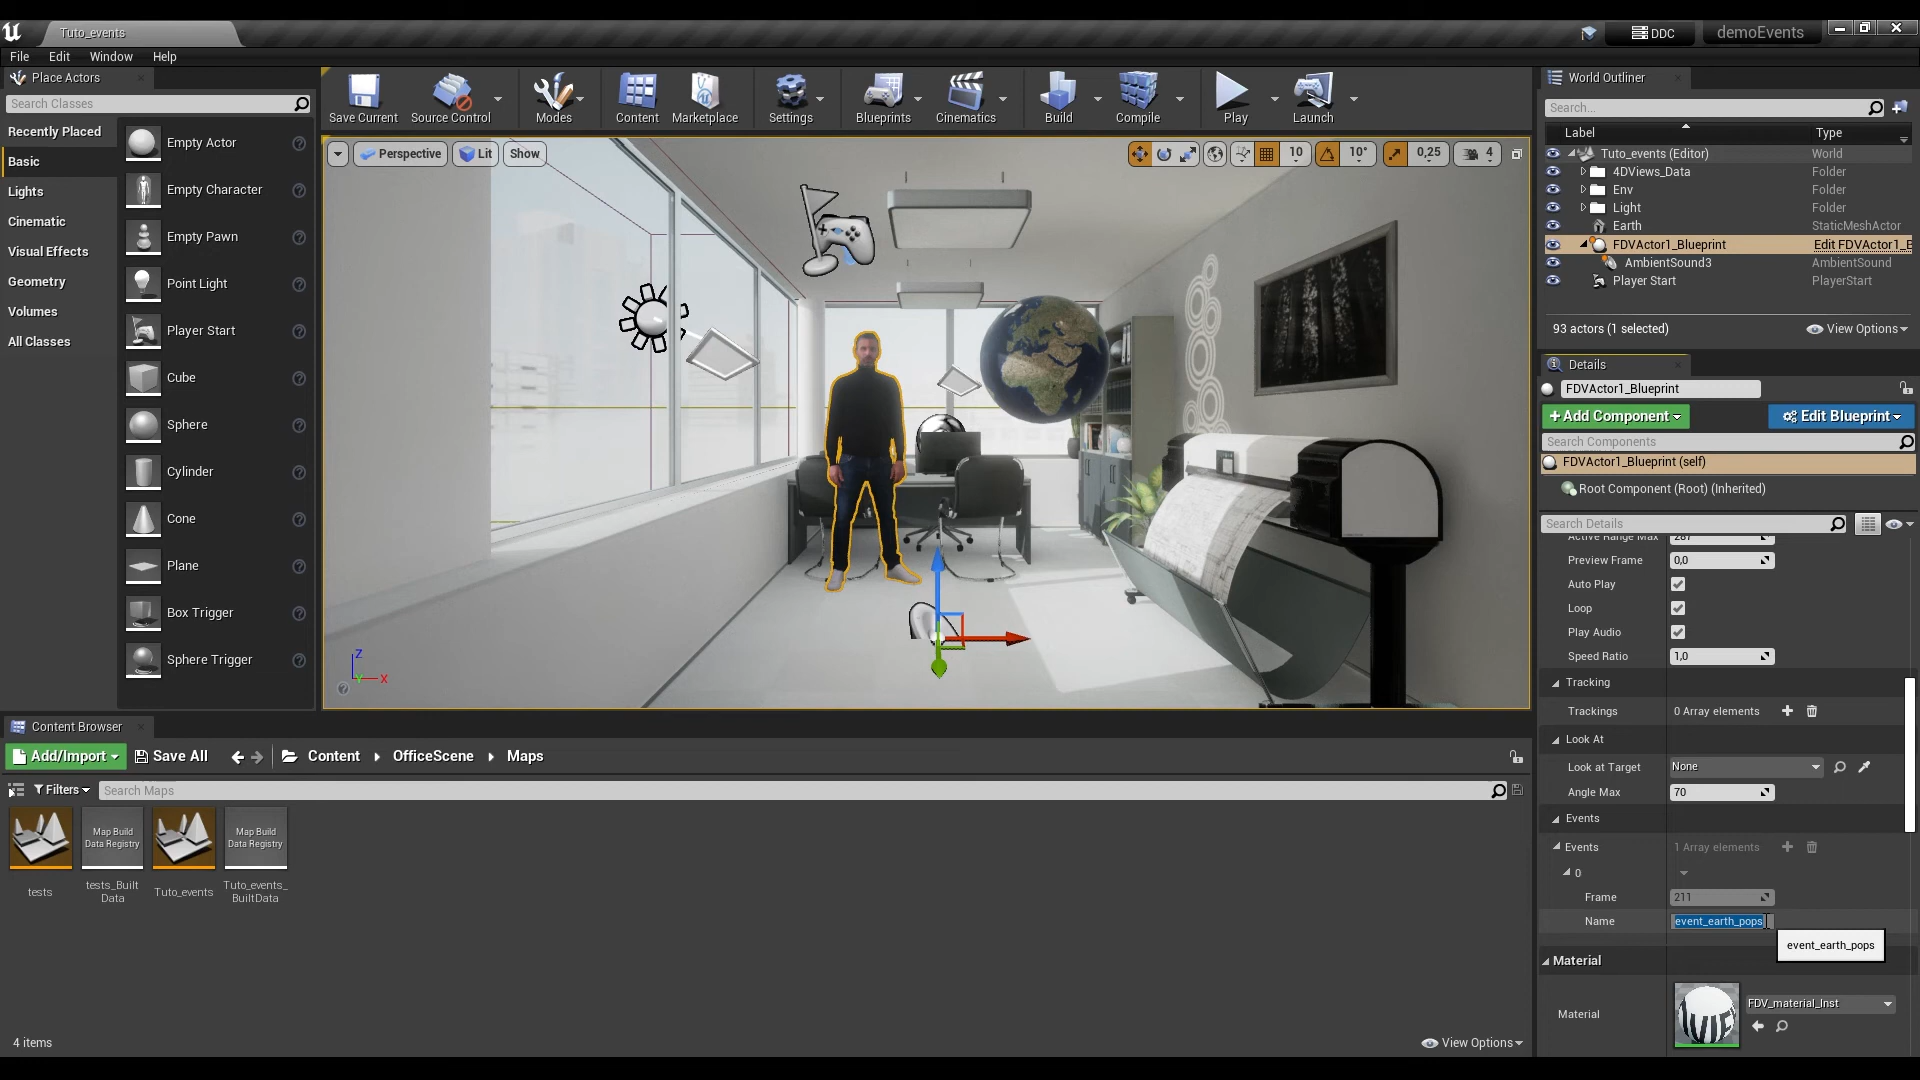 Tuto_events
DDC
demoEvents
File Edit Window Help
Place Actors
Search Classes
Recently Placed
Basic
Lights
Cinematic
Visual Effects
Geometry
Volumes
All Classes
Empty Actor
Empty Character
Empty Pawn
Point Light
Player Start
Cube
Sphere
Cylinder
Cone
Plane
Box Trigger
Sphere Trigger
Save Current
Source Control
Modes
Content
Marketplace
Settings
Blueprints
Cinematics
Build
Compile
Play
Launch
Perspective
Lit
Show
10
10°
0,25
4
Z
Y
X
World Outliner
Search...
Label Type
Tuto_events (Editor) World
4DViews_Data Folder
Env Folder
Light Folder
Earth StaticMeshActor
FDVActor1_Blueprint Edit FDVActor1_E
AmbientSound3 AmbientSound
Player Start PlayerStart
93 actors (1 selected) View Options
Details
FDVActor1_Blueprint
+Add Component Edit Blueprint
Search Components
FDVActor1_Blueprint (self)
Root Component (Root) (Inherited)
Search Details
Active Range Max 287
Preview Frame 0,0
Auto Play
Loop
Play Audio
Speed Ratio 1,0
Tracking
Trackings 0 Array elements
Look At
Look at Target None
Angle Max 70
Events
Events 1 Array elements
0
Frame 211
Name event_earth_pops
event_earth_pops
Material
Material FDV_material_Inst
Content Browser
Add/Import Save All Content OfficeScene Maps
Filters Search Maps
Map Build
Data Registry
Map Build
Data Registry
tests
tests_Built
Data
Tuto_events
Tuto_events_
BuiltData
4 items View Options